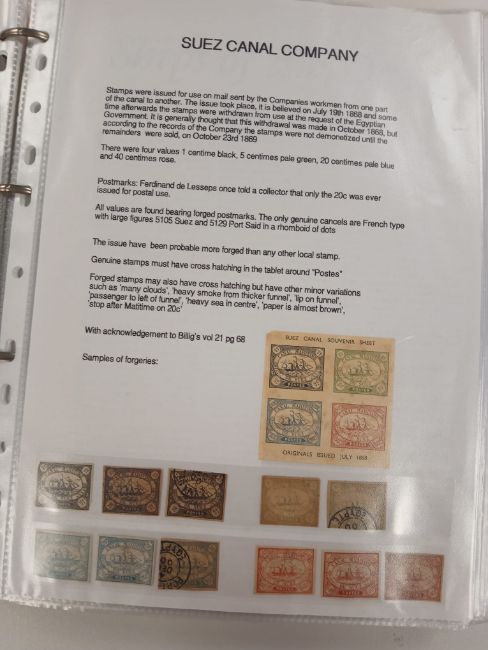 SUEZ CANAL COMPANY
Stamps were issued for use on mail sent by the Companies workmen from one part
of the canal to another. The issue took place, it is believed on July 19th 1868 and some
time afterwards the stamps were withdrawn from use at the request of the Egyptian
Government. It is generally thought that this withdrawal was made in October 1868, but
according to the records of the Company the stamps were not demonetized until the
remainders were sold, on October 23rd 1869
There were four values 1 centime black, 5 centimes pale green, 20 centimes pale blue
and 40 centimes rose.
Postmarks: Ferdinand de Lesseps once told a collector that only the 20c was ever
issued for postal use.
All values are found bearing forged postmarks. The only genuine cancels are French type
with large figures 5105 Suez and 5129 Port Said in a rhomboid of dots
The issue have been probable more forged than any other local stamp.
Genuine stamps must have cross hatching in the tablet around "Postes"
Forged stamps may also have cross hatching but have other minor variations
such as 'many clouds', 'heavy smoke from thicker funnel', 'lip on funnel',
'passenger to left of funnel', 'heavy sea in centre', 'paper is almost brown',
'stop after Matitime on 20c'
With acknowledgement to Billig's vol 21 pg 68
Samples of forgeries:
SUEZ CANAL SOUVENIR SHEET
POSTES
POSTES
POSTES
POSTES
ORIGINALS ISSUED JULY 1868